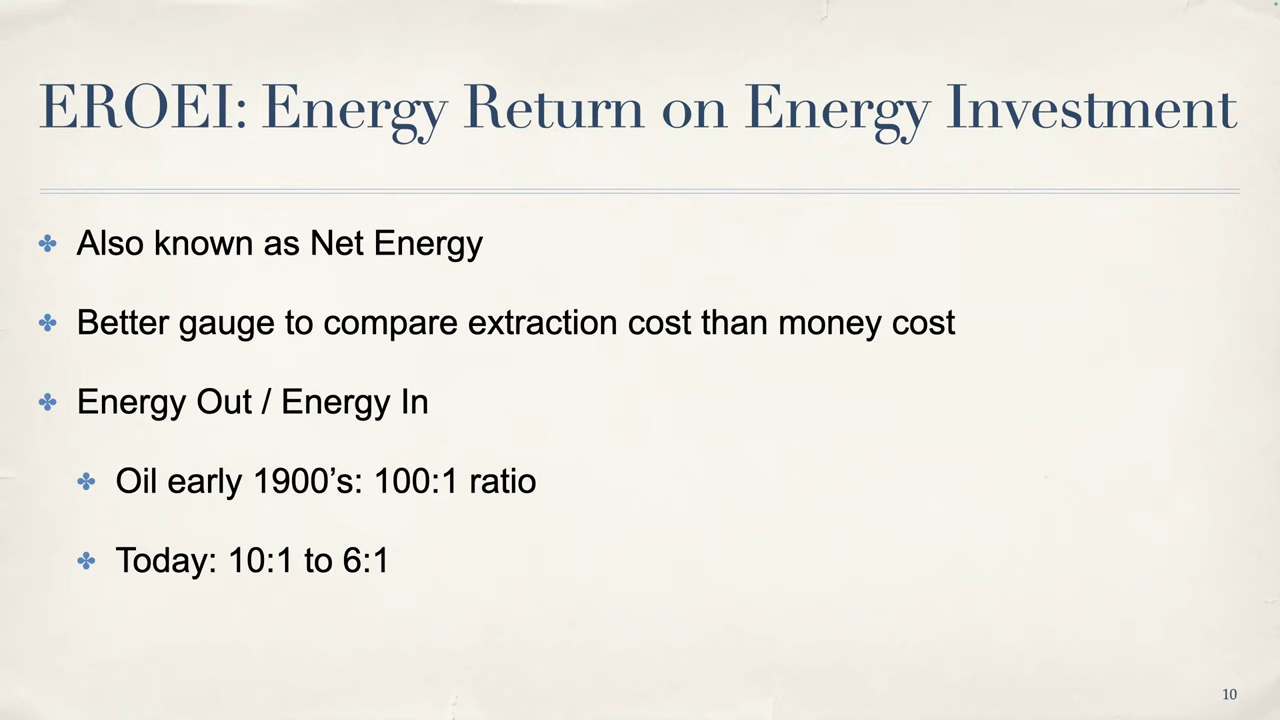 EROEI: Energy Return on Energy Investment
Also known as Net Energy
Better gauge to compare extraction cost than money cost
Energy Out / Energy In
Oil early 1900’s: 100:1 ratio
Today: 10:1 to 6:1
10